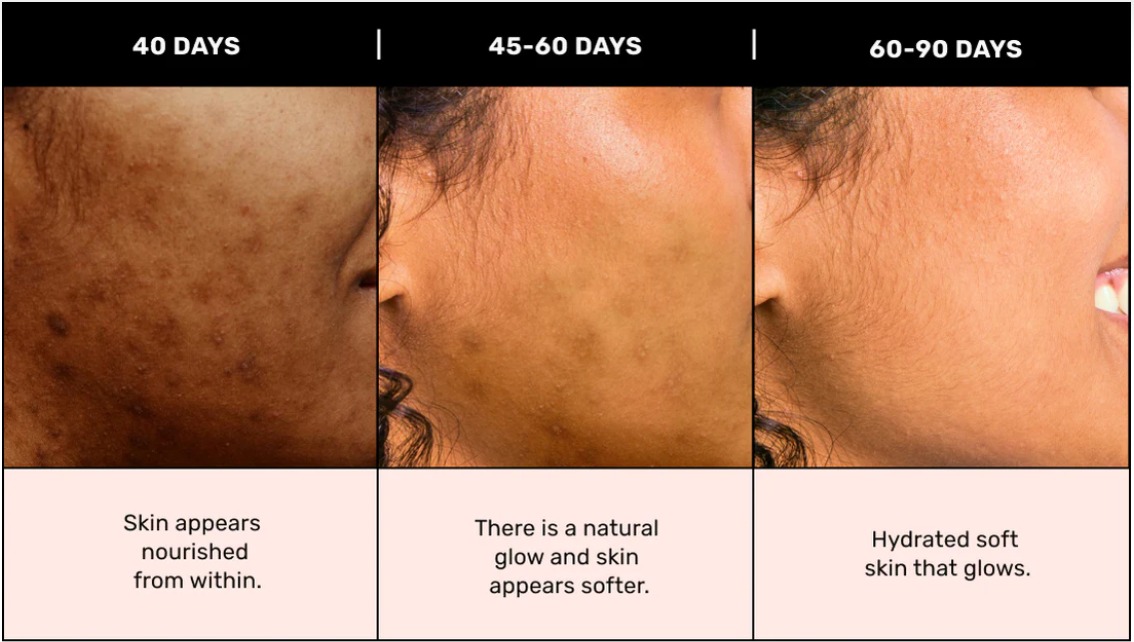 40 DAYS
45-60 DAYS
60-90 DAYS
Skin appears
nourished
from within.
There is a natural
glow and skin
appears softer.
Hydrated soft
skin that glows.